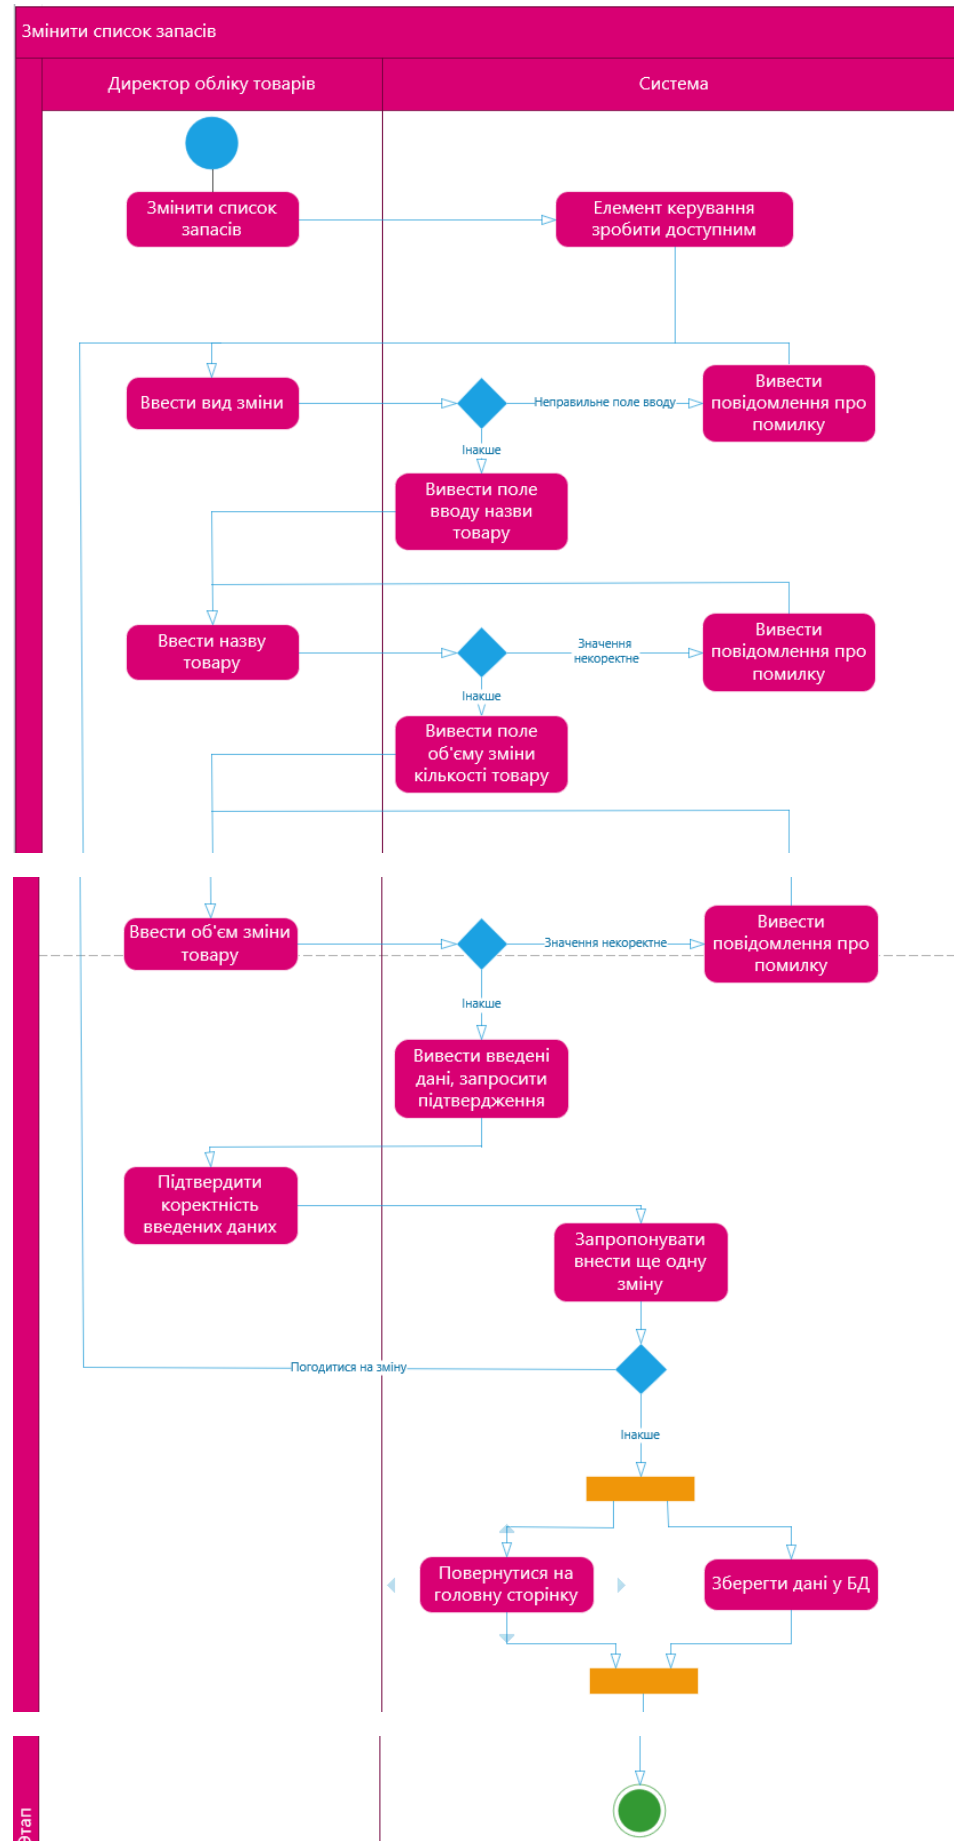 Змінити список запасів
Директор обліку товарів
Система
Змінити список
запасів
Елемент керування
зробити доступним
Ввести вид зміни
Неправильне поле вводу
Вивести
повідомлення про
помилку
Інакше
Вивести поле
вводу назви
товару
Ввести назву
товару
Значення
некоректне
Вивести
повідомлення про
помилку
Інакше
Вивести поле
об'єму зміни
кількості товару
Ввести об'єм зміни
товару
Значення некоректне
Вивести
повідомлення про
помилку
Інакше
Вивести введені
дані, запросити
підтвердження
Підтвердити
коректність
введених даних
Запропонувати
внести ще одну
зміну
Погодитися на зміну
Інакше
Повернутися на
головну сторінку
Зберегти дані у БД
Этап